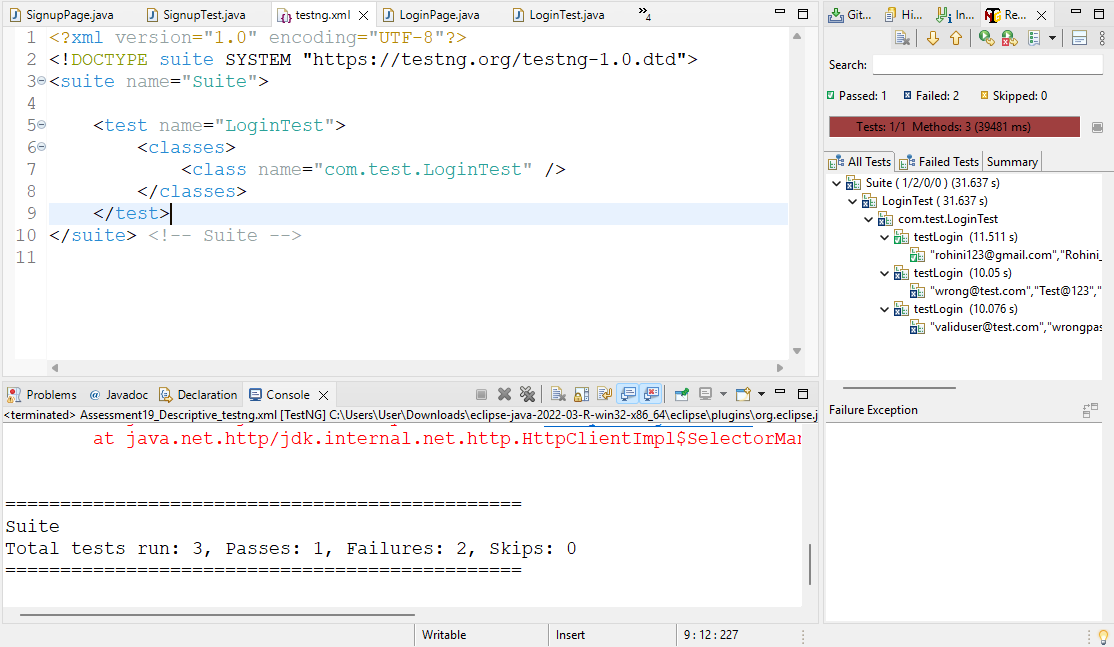 SignupPage.java SignupTest.java testng.xml LoginPage.java LoginTest.java »4
1 <?xml version="1.0" encoding="UTF-8"?>
2 <!DOCTYPE suite SYSTEM "https://testng.org/testng-1.0.dtd">
3 <suite name="Suite">
4
5 <test name="LoginTest">
6 <classes>
7 <class name="com.test.LoginTest" />
8 </classes>
9 </test>
10 </suite> <!-- Suite -->
11
Git... Hi... In... Re...
Search:
Passed: 1 Failed: 2 Skipped: 0
Tests: 1/1 Methods: 3 (39481 ms)
All Tests Failed Tests Summary
Suite ( 1/2/0/0 ) (31.637 s)
LoginTest ( 31.637 s)
com.test.LoginTest
testLogin (11.511 s)
"rohini123@gmail.com","Rohini_
testLogin (10.05 s)
"wrong@test.com","Test@123","
testLogin (10.076 s)
"validuser@test.com","wrongpas
Failure Exception
Problems @ Javadoc Declaration Console
<terminated> Assessment19_Descriptive_testng.xml [TestNG] C:\Users\User\Downloads\eclipse-java-2022-03-R-win32-x86_64\eclipse\plugins\org.eclipse.j
at java.net.http/jdk.internal.net.http.HttpClientImpl$SelectorMan
===============================================
Suite
Total tests run: 3, Passes: 1, Failures: 2, Skips: 0
===============================================
Writable Insert 9 : 12 : 227